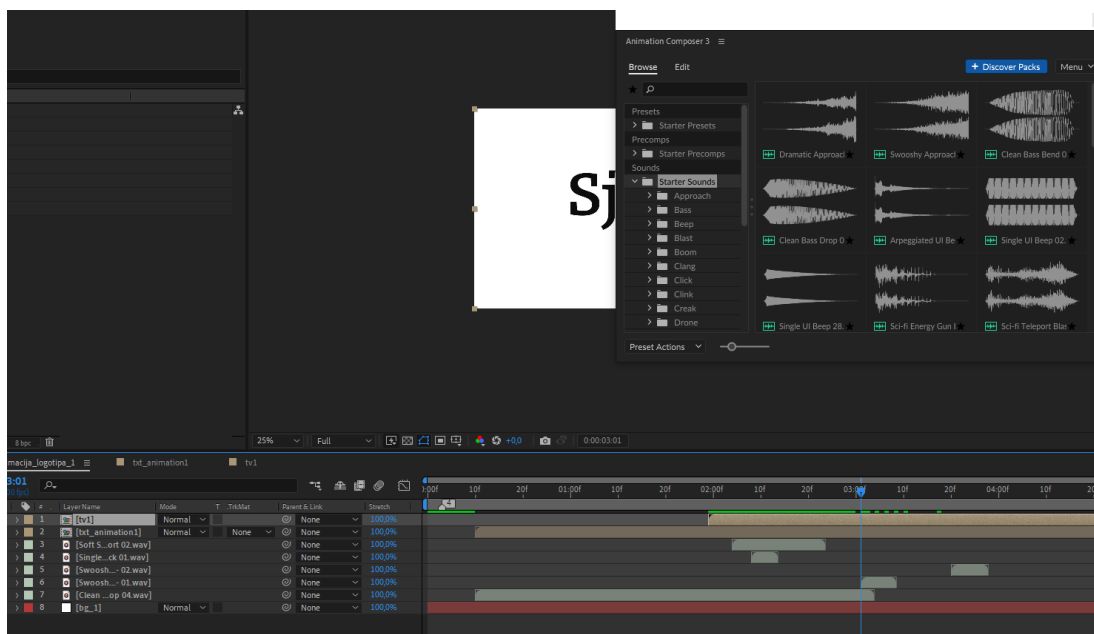 Animation Composer 3
Browse Edit + Discover Packs Menu
Presets
Starter Presets
Precomps
Starter Precomps
Sounds
Starter Sounds
Approach
Bass
Beep
Blast
Boom
Clang
Click
Clink
Creak
Drone
Dramatic Approacl Swooshy Approacl Clean Bass Bend 0
Clean Bass Drop 0 Arpeggiated UI Be Single UI Beep 02.
Single UI Beep 28. Sci-fi Energy Gun I Sci-fi Teleport Blas
Preset Actions
Sj
8 bpc 25% Full +0,0 0:00:03:01
macija_logotipa_1 txt_animation1 tv1
3:01
):00f 10f 20f 01:00f 10f 20f 02:00f 10f 20f 03:00f 10f 20f 04:00f 10f 20
# Layer Name Mode T .TrkMat Parent & Link Stretch
1 [tv1] Normal None 100,0%
2 [txt_animation1] Normal None None 100,0%
3 [Soft S...ort 02.wav] None 100,0%
4 [Single...ck 01.wav] None 100,0%
5 [Swoosh...- 02.wav] None 100,0%
6 [Swoosh...- 01.wav] None 100,0%
7 [Clean ...op 04.wav] None 100,0%
8 [bg_1] Normal None 100,0%